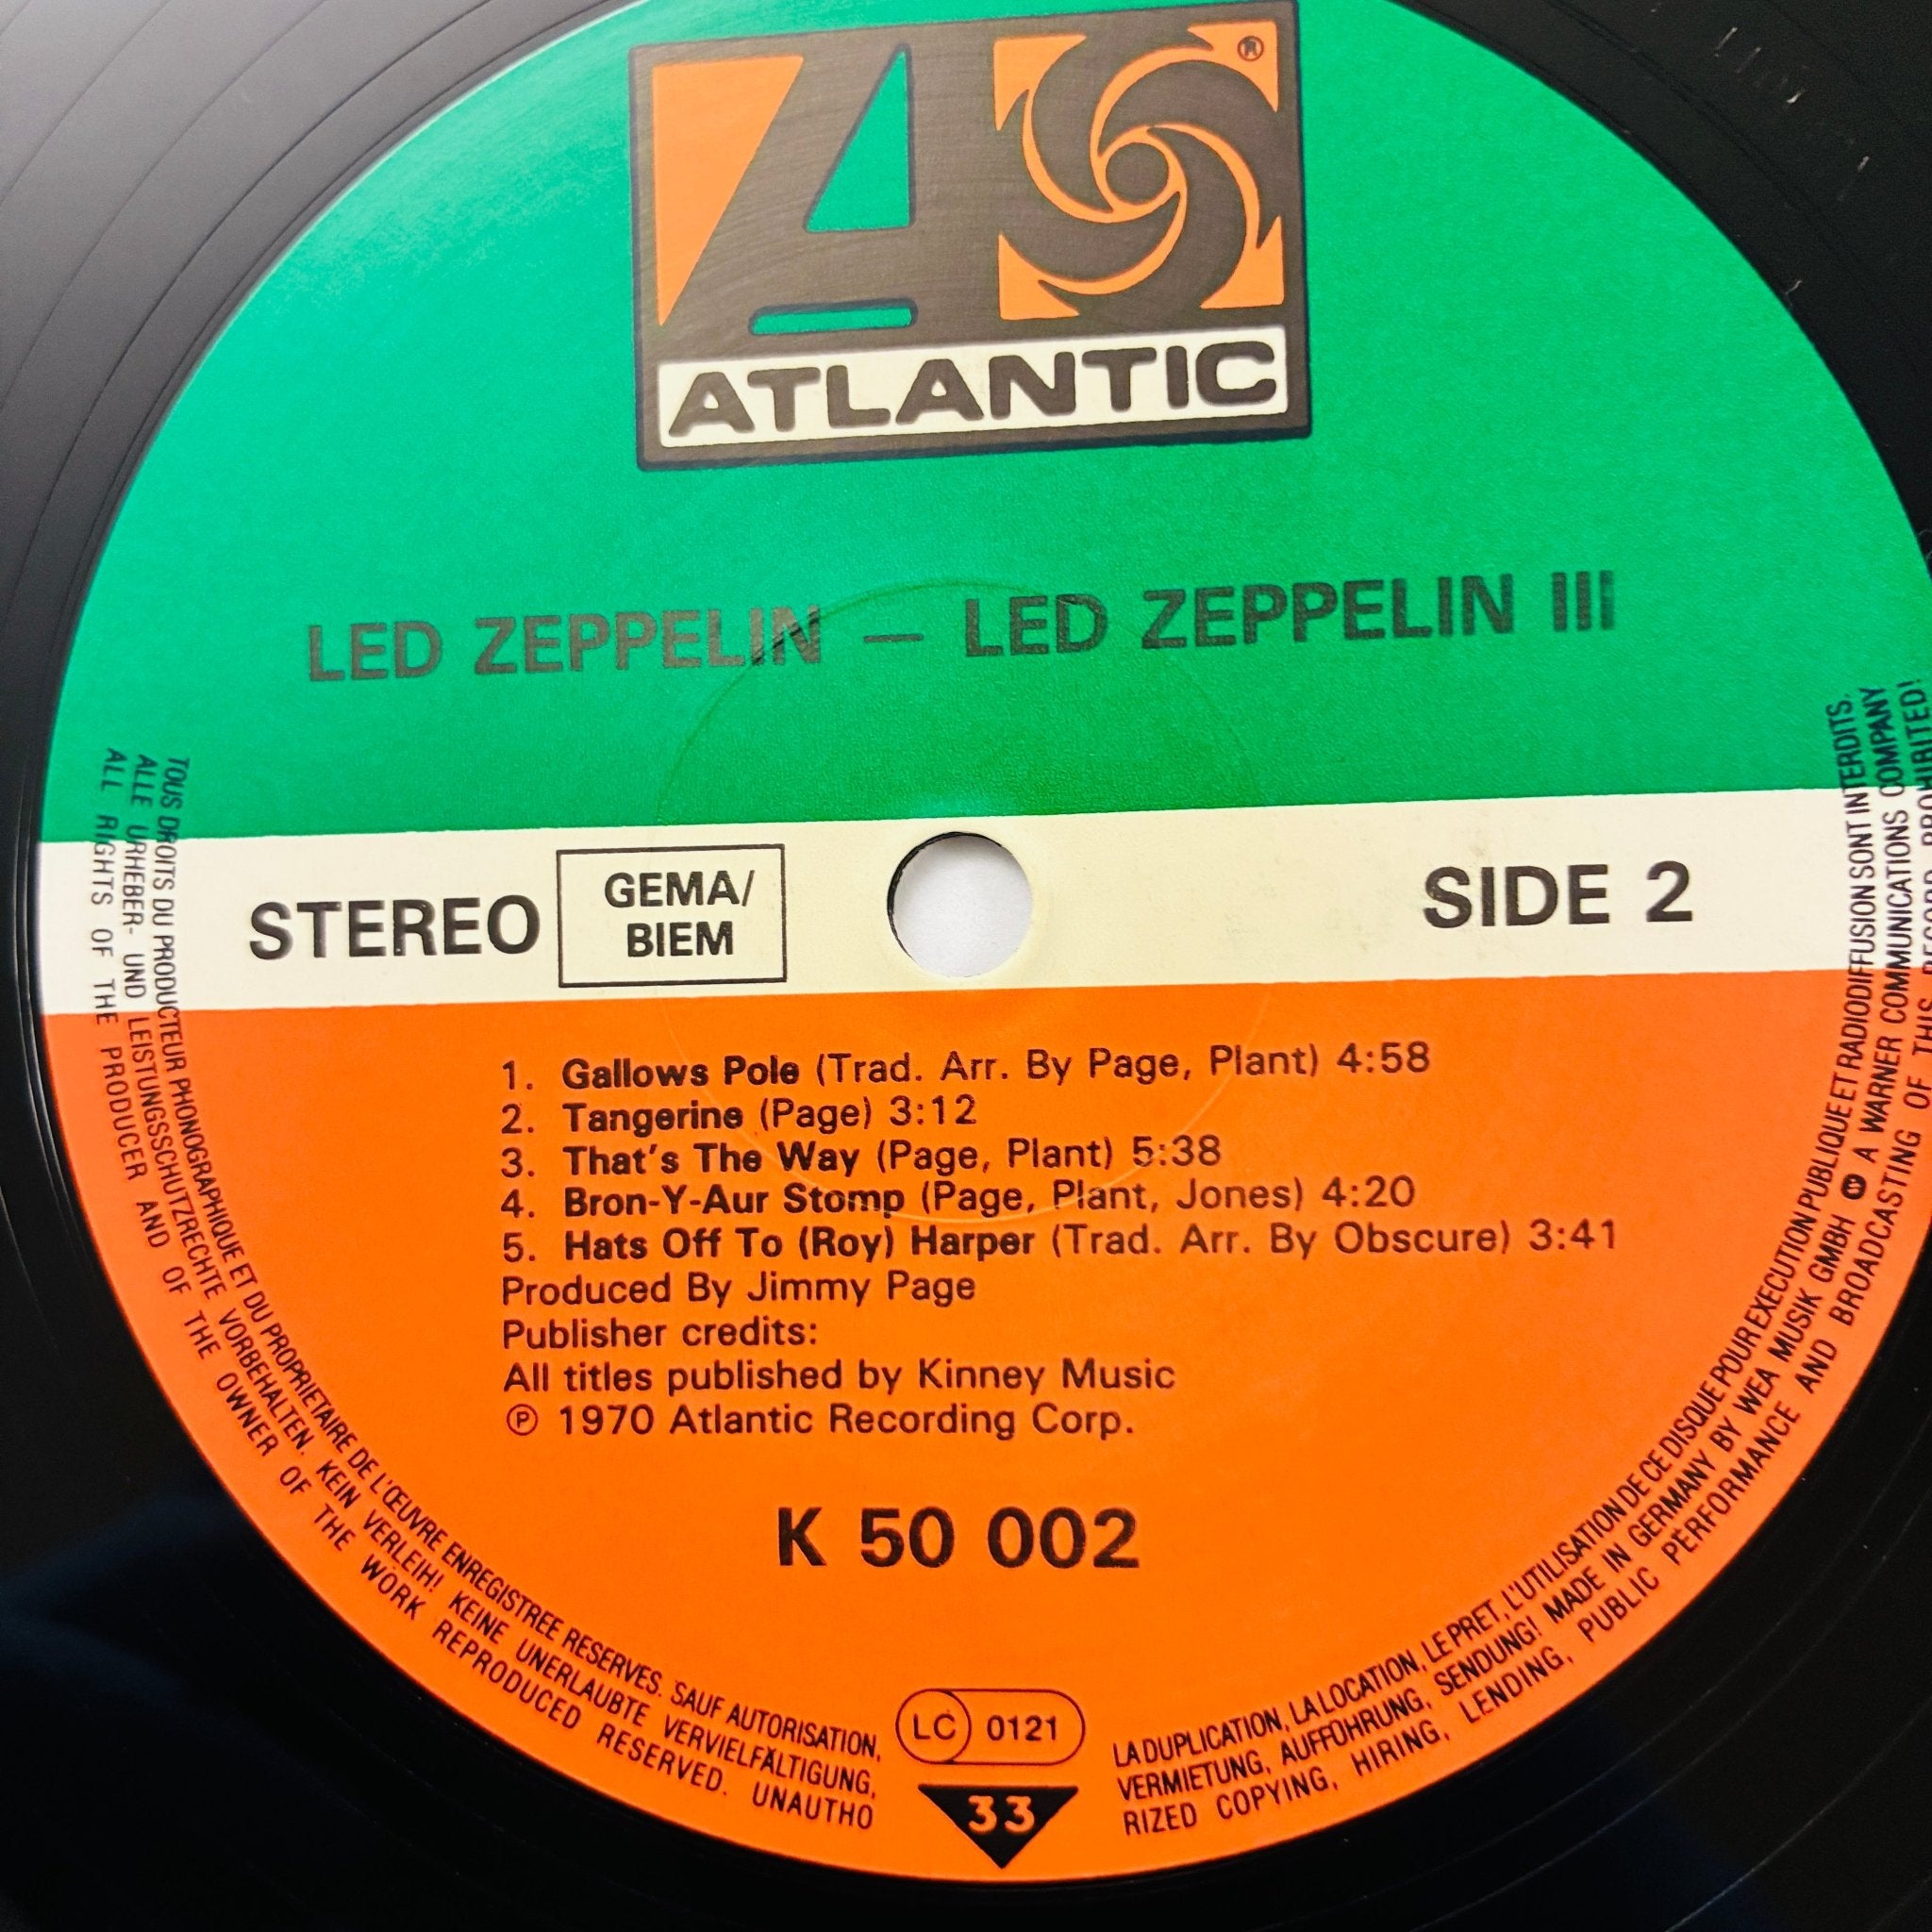 ®
ATLANTIC
LED ZEPPELIN — LED ZEPPELIN III
STEREO
GEMA/
BIEM
SIDE 2
1. Gallows Pole (Trad. Arr. By Page, Plant) 4:58
2. Tangerine (Page) 3:12
3. That's The Way (Page, Plant) 5:38
4. Bron-Y-Aur Stomp (Page, Plant, Jones) 4:20
5. Hats Off To (Roy) Harper (Trad. Arr. By Obscure) 3:41
Produced By Jimmy Page
Publisher credits:
All titles published by Kinney Music
℗ 1970 Atlantic Recording Corp.
K 50 002
LC 0121
33
TOUS DROITS DU PRODUCTEUR PHONOGRAPHIQUE ET DU PROPRIETAIRE DE L'ŒUVRE ENREGISTREE RESERVES. SAUF AUTORISATION, LA DUPLICATION, LA LOCATION, LE PRET, L'UTILISATION DE CE DISQUE POUR EXECUTION PUBLIQUE ET RADIODIFFUSION SONT INTERDITS.
ALLE URHEBER- UND LEISTUNGSSCHUTZRECHTE VORBEHALTEN. KEIN VERLEIH! KEINE UNERLAUBTE VERVIELFÄLTIGUNG, VERMIETUNG, AUFFÜHRUNG, SENDUNG! MADE IN GERMANY BY WEA MUSIK GMBH A WARNER COMMUNICATIONS COMPANY
ALL RIGHTS OF THE PRODUCER AND OF THE OWNER OF THE WORK REPRODUCED RESERVED. UNAUTHORIZED COPYING, HIRING, LENDING, PUBLIC PERFORMANCE AND BROADCASTING OF THIS RECORD PROHIBITED!